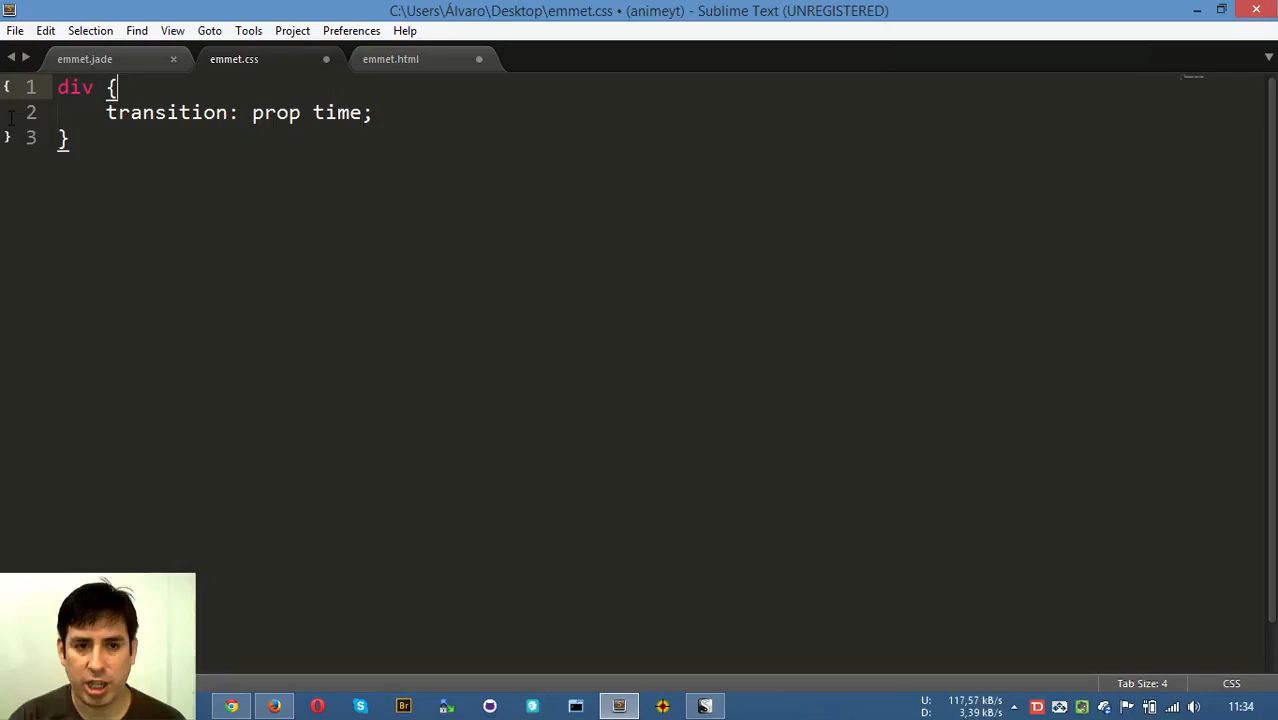 C:\Users\Álvaro\Desktop\emmet.css • (animeyt) - Sublime Text (UNREGISTERED)
File Edit Selection Find View Goto Tools Project Preferences Help
emmet.jade emmet.css emmet.html
{ 1 div {
2 transition: prop time;
} 3 }
Tab Size: 4 CSS
Br U: 117,57 kB/s TD 11:34
D: 3,39 kB/s